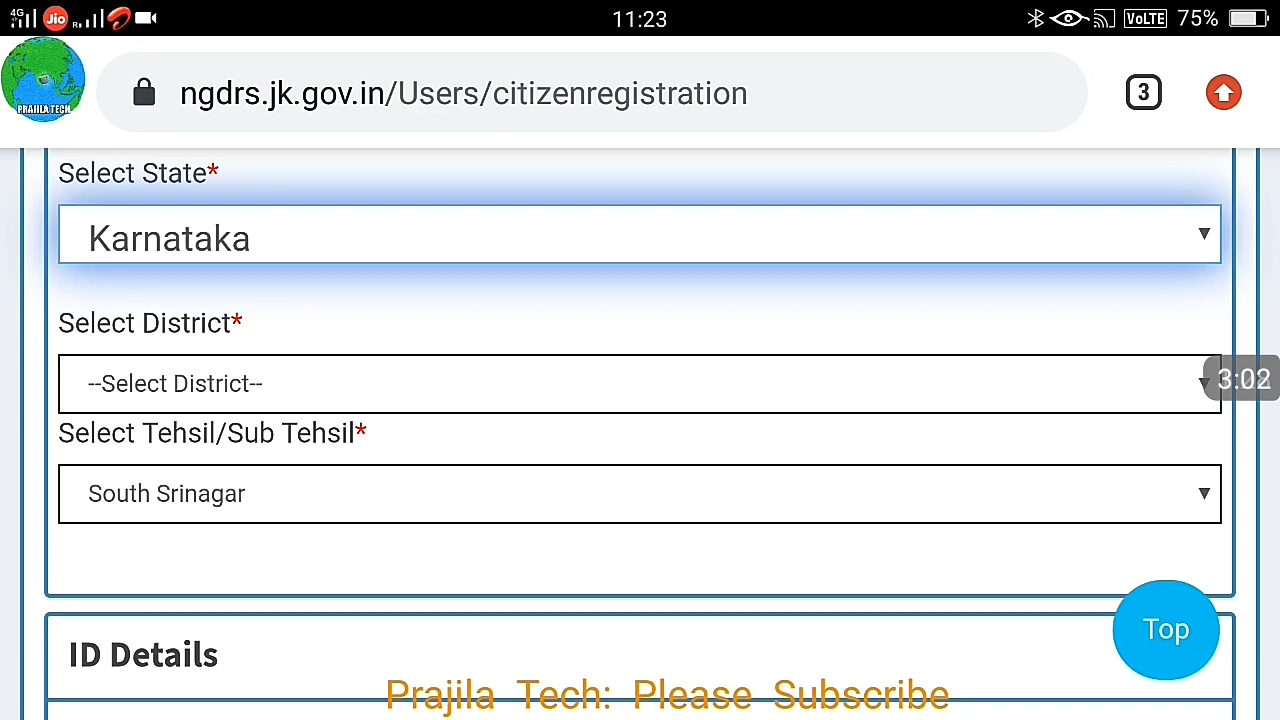 4G Jio R 11:23 VoLTE 75%
PRAJILA TECH
ngdrs.jk.gov.in/Users/citizenregistration 3
Select State*
Karnataka
Select District*
--Select District--
3:02
Select Tehsil/Sub Tehsil*
South Srinagar
Top
ID Details
Prajila Tech: Please Subscribe